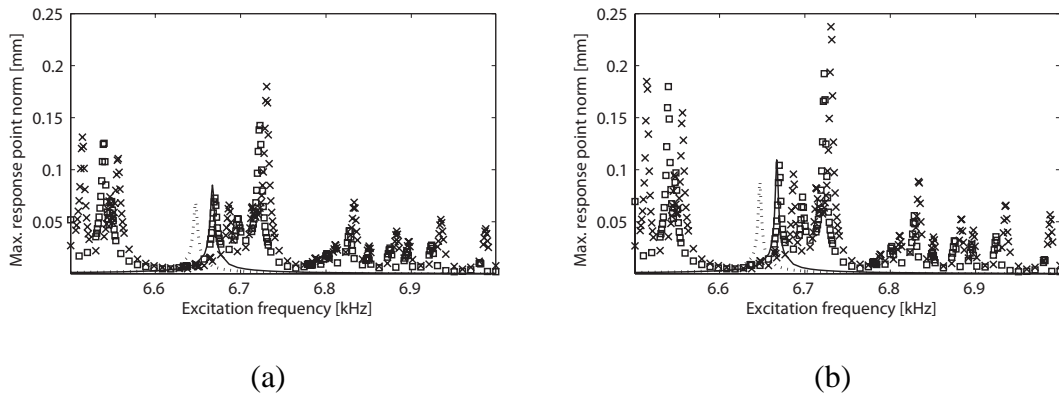 0.25
0.2
0.15
0.1
0.05
Max. response point norm [mm]
6.6 6.7 6.8 6.9
Excitation frequency [kHz]
(a)
0.25
0.2
0.15
0.1
0.05
Max. response point norm [mm]
6.6 6.7 6.8 6.9
Excitation frequency [kHz]
(b)